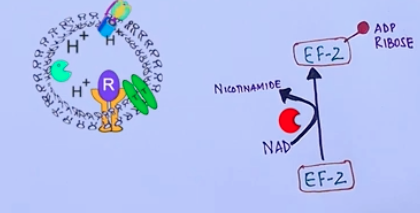 H+
H
H+
R
ADP
RIBOSE
EF-2
NICOTINAMIDE
NAD
EF-2